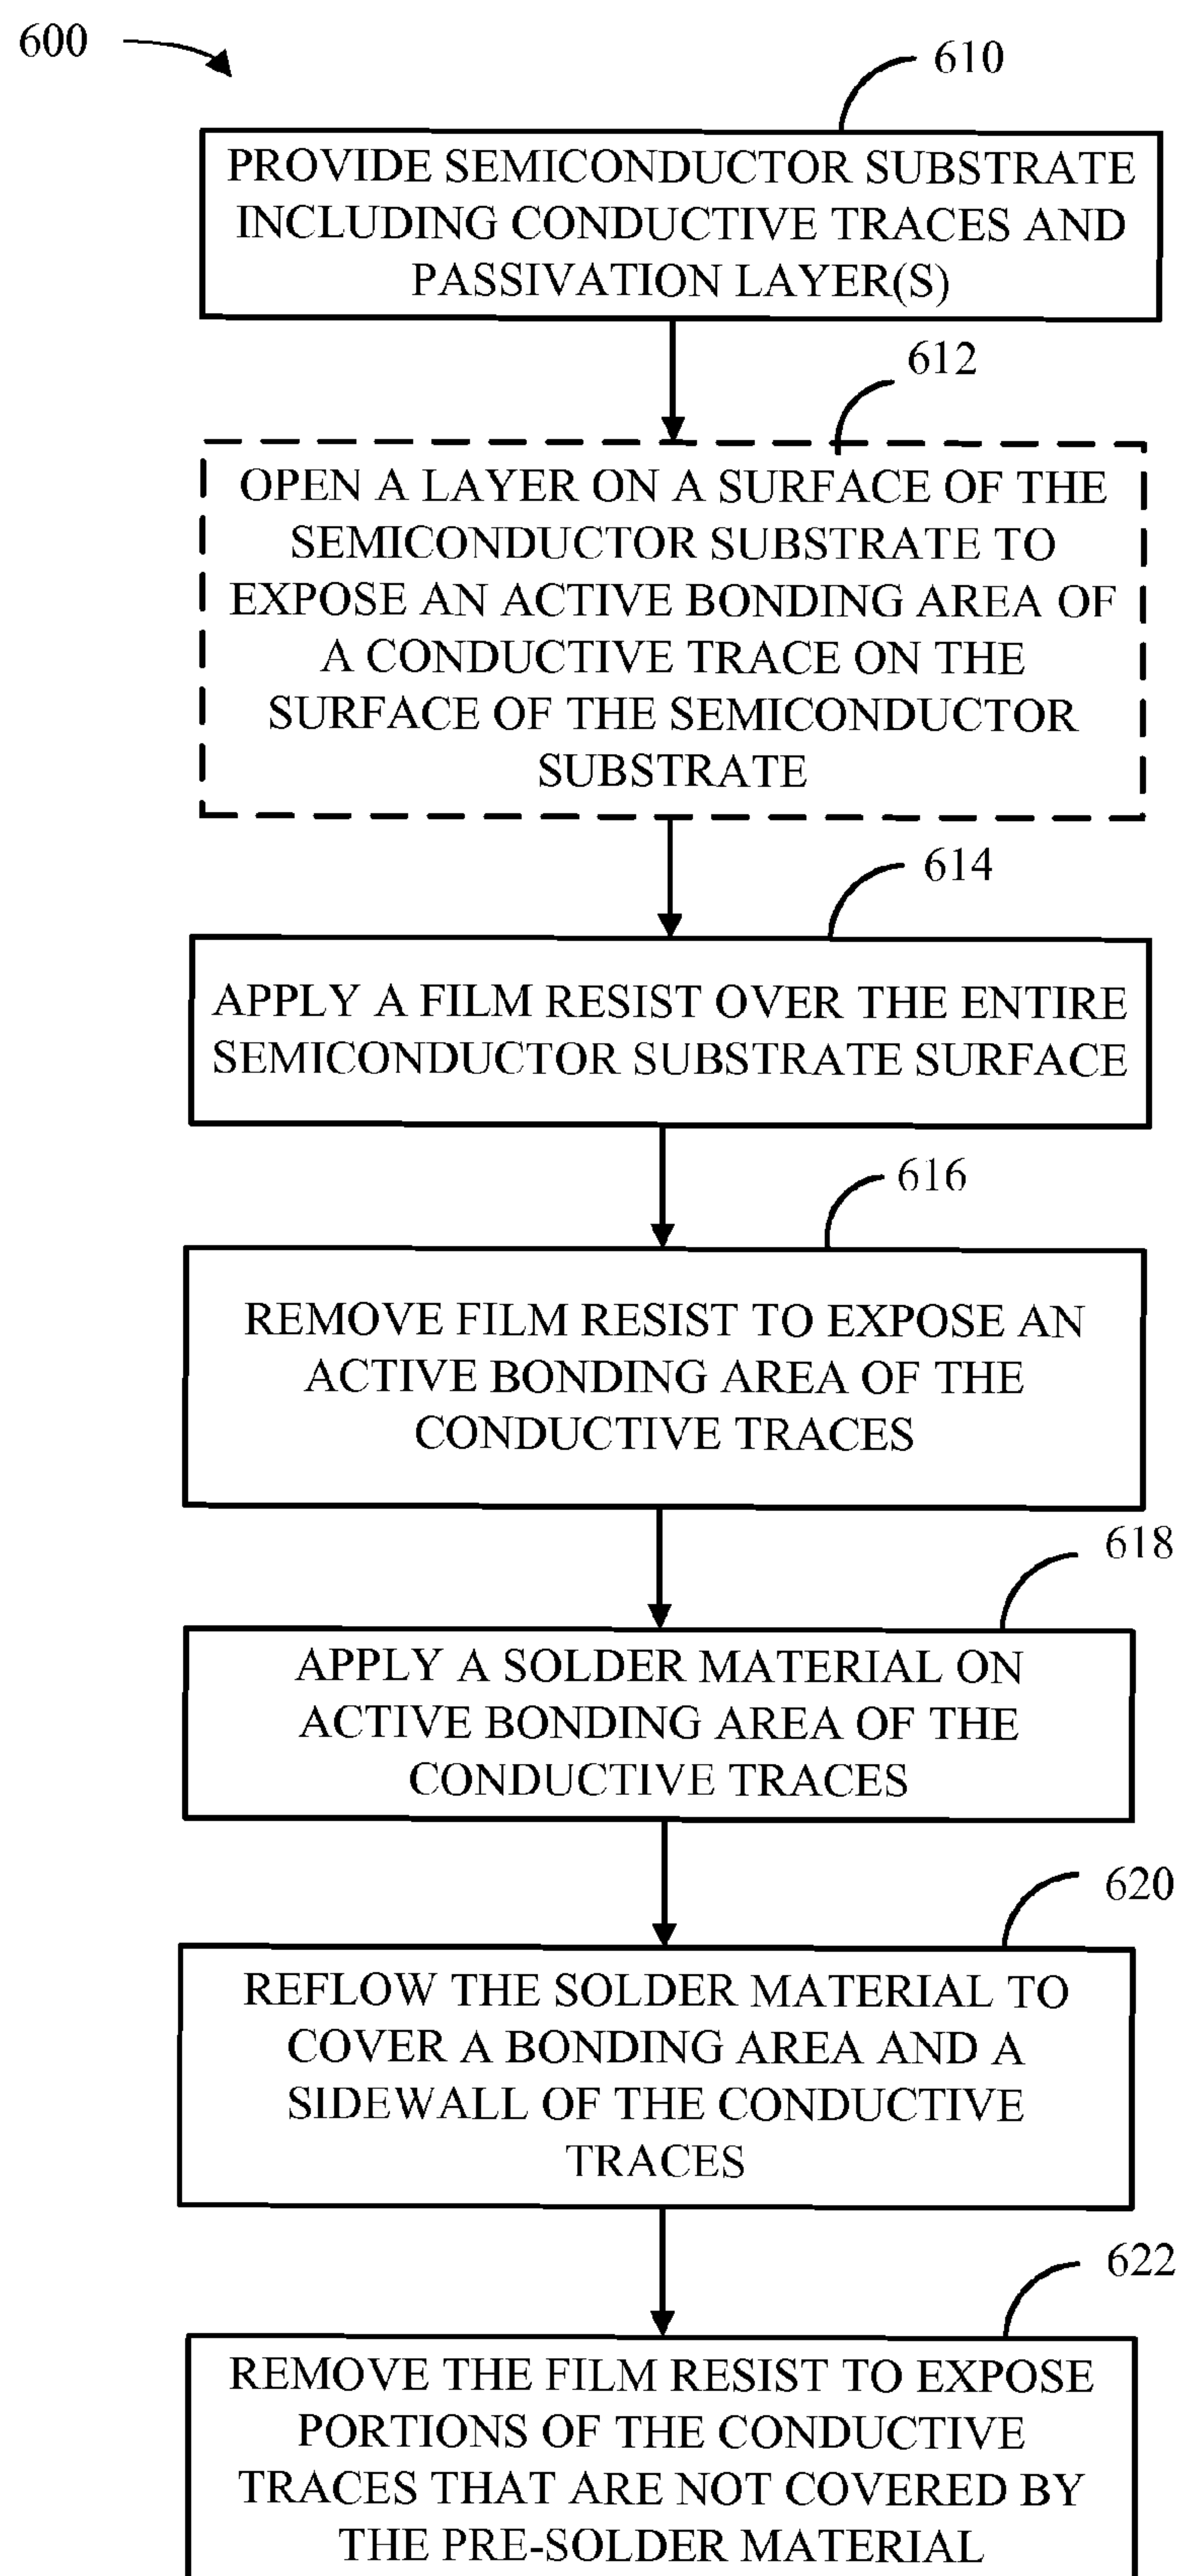 600
610
PROVIDE SEMICONDUCTOR SUBSTRATE
INCLUDING CONDUCTIVE TRACES AND
PASSIVATION LAYER(S)
612
OPEN A LAYER ON A SURFACE OF THE
SEMICONDUCTOR SUBSTRATE TO
EXPOSE AN ACTIVE BONDING AREA OF
A CONDUCTIVE TRACE ON THE
SURFACE OF THE SEMICONDUCTOR
SUBSTRATE
614
APPLY A FILM RESIST OVER THE ENTIRE
SEMICONDUCTOR SUBSTRATE SURFACE
616
REMOVE FILM RESIST TO EXPOSE AN
ACTIVE BONDING AREA OF THE
CONDUCTIVE TRACES
618
APPLY A SOLDER MATERIAL ON
ACTIVE BONDING AREA OF THE
CONDUCTIVE TRACES
620
REFLOW THE SOLDER MATERIAL TO
COVER A BONDING AREA AND A
SIDEWALL OF THE CONDUCTIVE
TRACES
622
REMOVE THE FILM RESIST TO EXPOSE
PORTIONS OF THE CONDUCTIVE
TRACES THAT ARE NOT COVERED BY
THE PRE-SOLDER MATERIAL